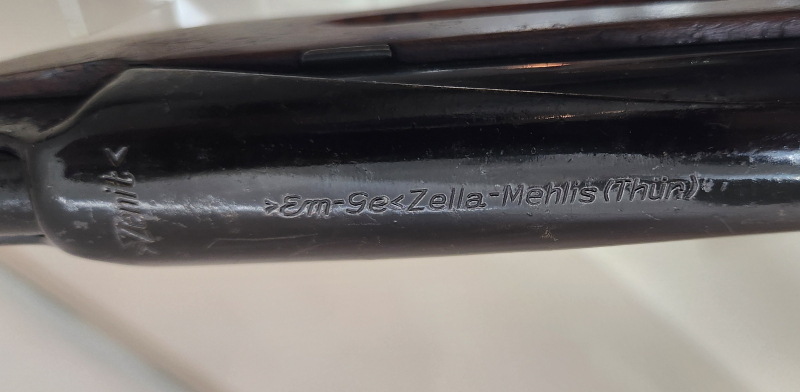 >Zenit<
>Em-Ge< Zella-Mehlis (Thür)